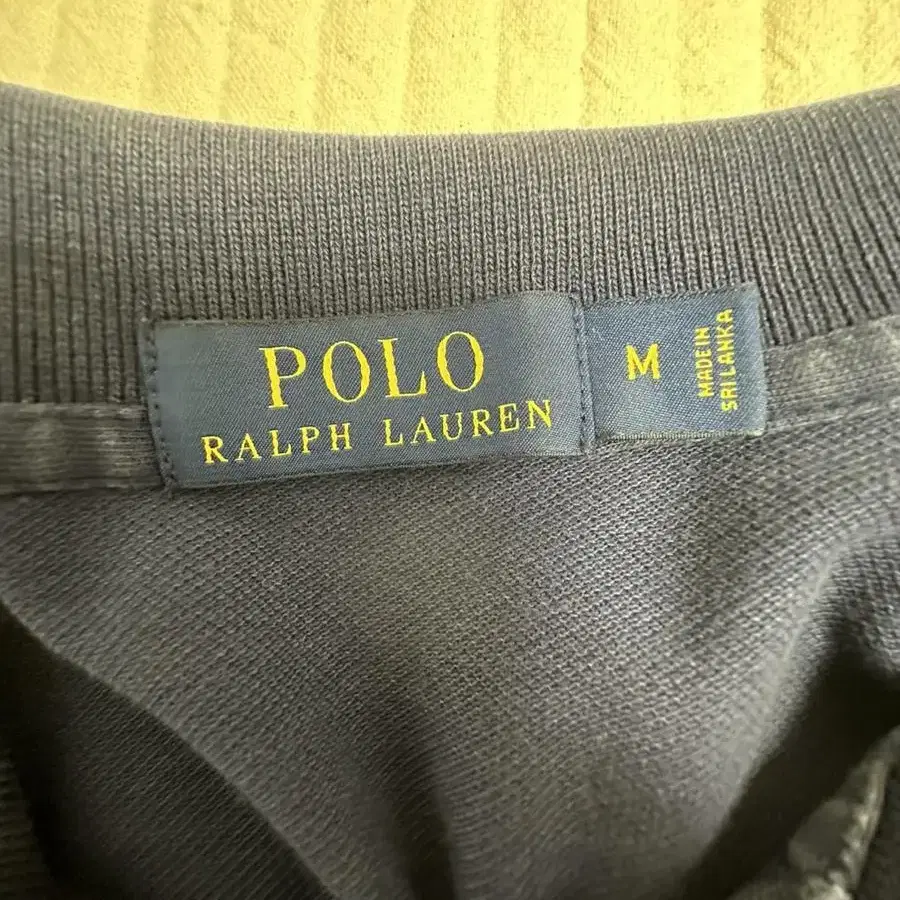 POLO
RALPH LAUREN
M
MADE IN
SRI LANKA